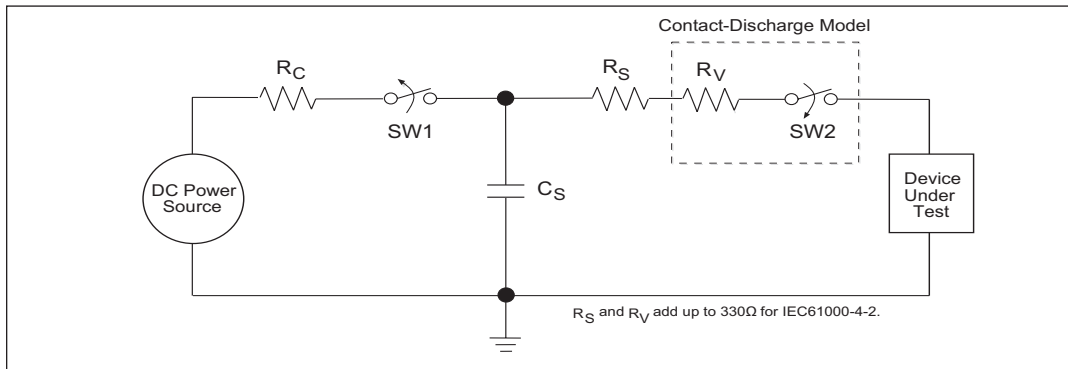 Contact-Discharge Model
RC
RS
RV
SW1
SW2
CS
DC Power
Source
Device
Under
Test
RS and RV add up to 330Ω for IEC61000-4-2.